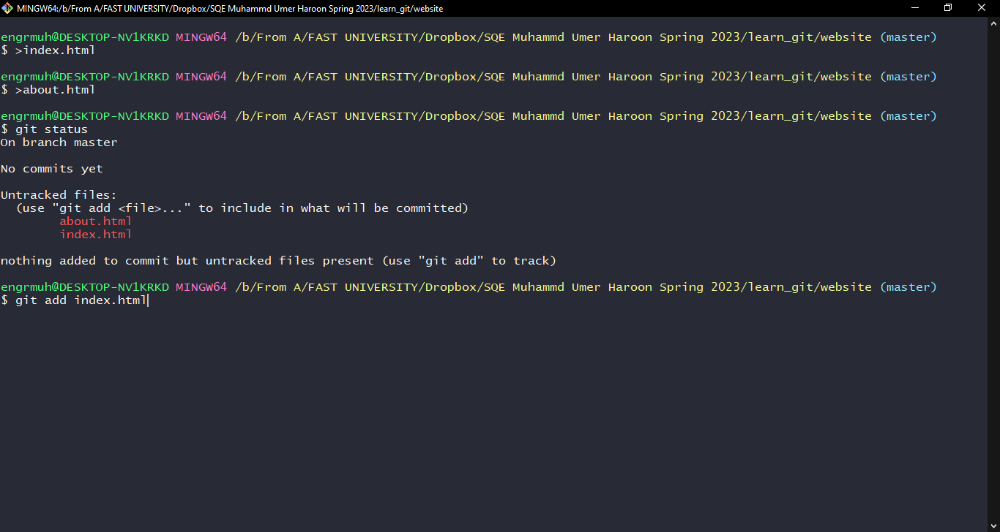 MINGW64:/b/From A/FAST UNIVERSITY/Dropbox/SQE Muhammd Umer Haroon Spring 2023/learn_git/website
engrmuh@DESKTOP-NV1KRKD MINGW64 /b/From A/FAST UNIVERSITY/Dropbox/SQE Muhammd Umer Haroon Spring 2023/learn_git/website (master)
$ >index.html
engrmuh@DESKTOP-NV1KRKD MINGW64 /b/From A/FAST UNIVERSITY/Dropbox/SQE Muhammd Umer Haroon Spring 2023/learn_git/website (master)
$ >about.html
engrmuh@DESKTOP-NV1KRKD MINGW64 /b/From A/FAST UNIVERSITY/Dropbox/SQE Muhammd Umer Haroon Spring 2023/learn_git/website (master)
$ git status
On branch master
No commits yet
Untracked files:
  (use "git add <file>..." to include in what will be committed)
        about.html
        index.html
nothing added to commit but untracked files present (use "git add" to track)
engrmuh@DESKTOP-NV1KRKD MINGW64 /b/From A/FAST UNIVERSITY/Dropbox/SQE Muhammd Umer Haroon Spring 2023/learn_git/website (master)
$ git add index.html